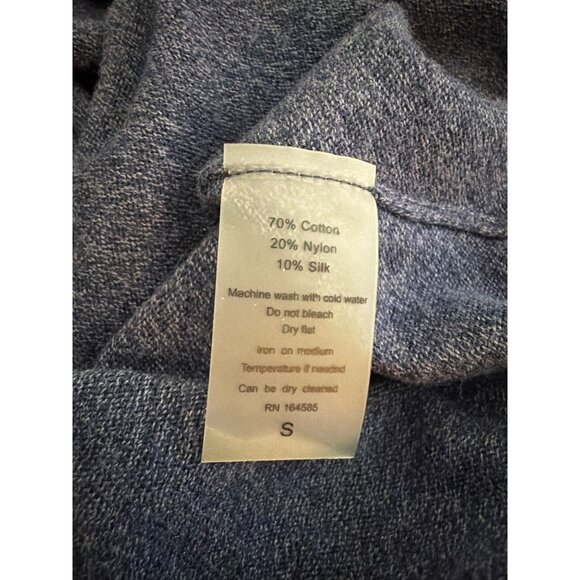 70% Cotton
20% Nylon
10% Silk
Machine wash with cold water
Do not bleach
Dry flat
Iron on medium
Temperature if needed
Can be dry cleaned
RN 164585
S